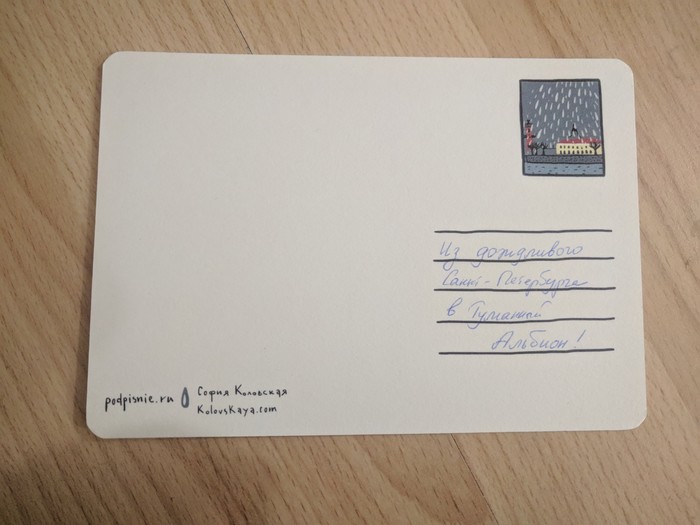 Из дождливого
Санкт-Петербурга
в Туманный
Альбион!
podpisnie.ru
София Коловская
Kolovskaya.com